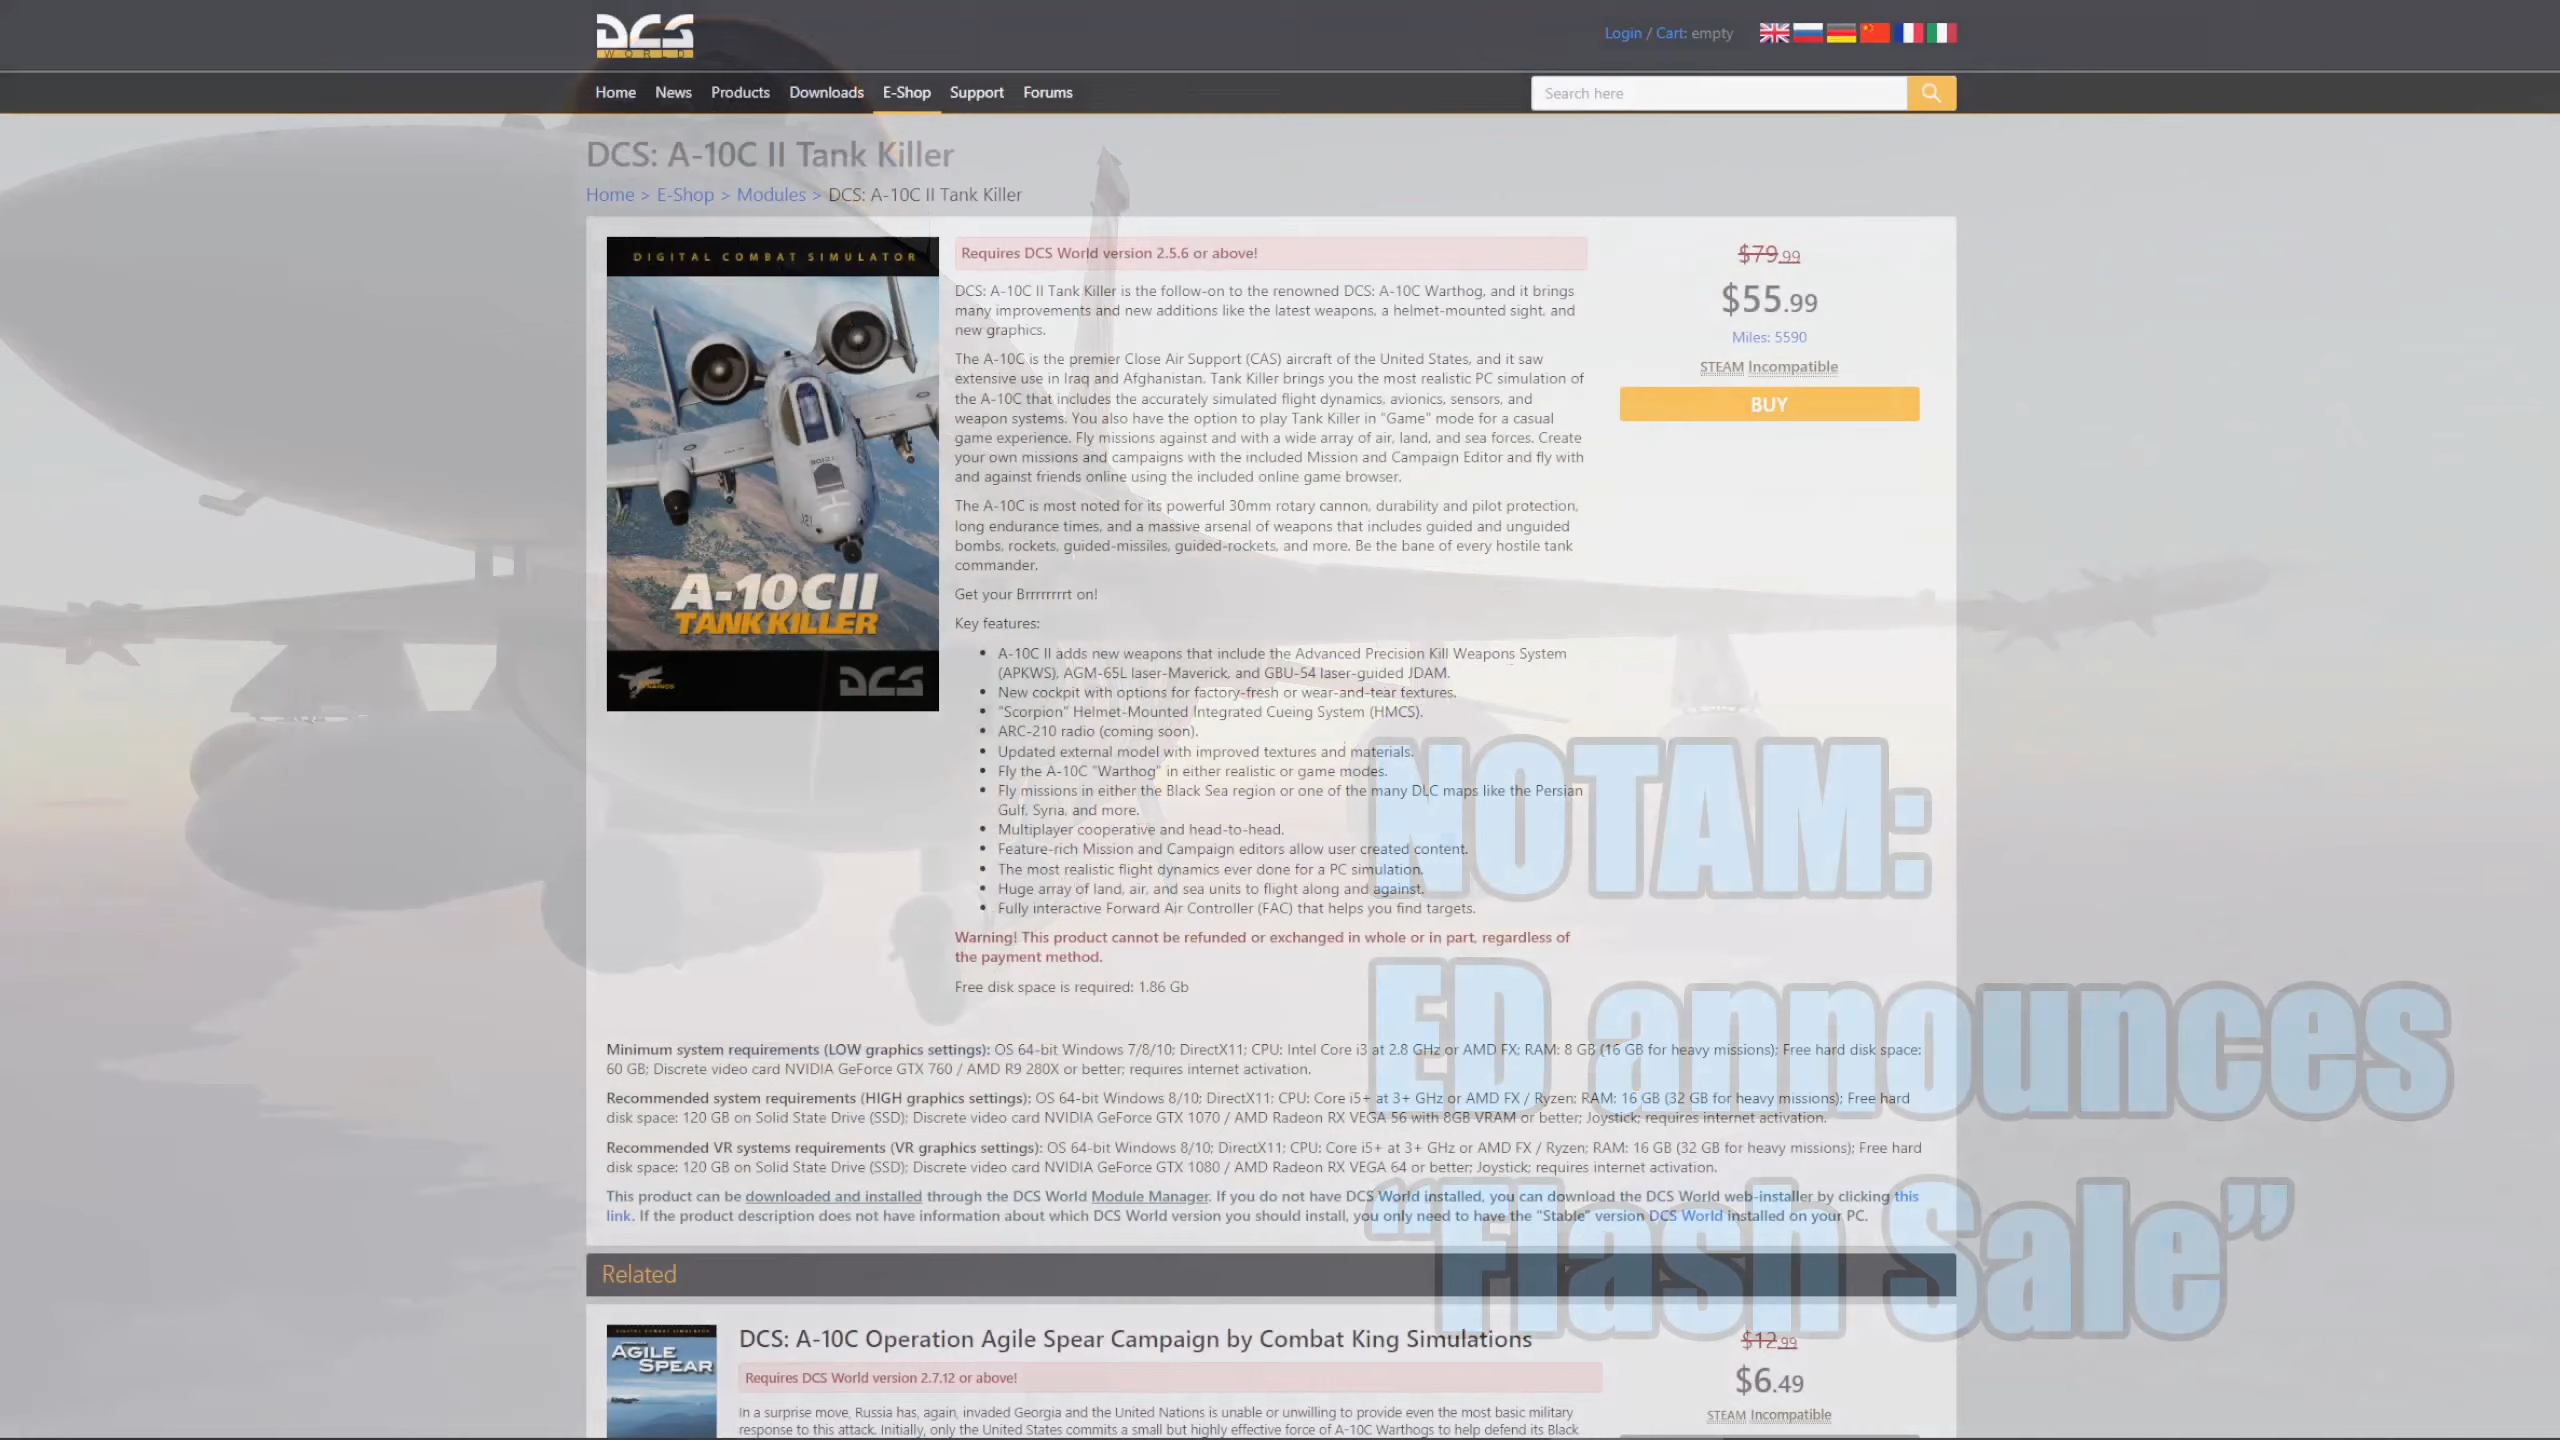 DCS
WORLD
Login / Cart: empty
Home News Products Downloads E-Shop Support Forums
Search here
DCS: A-10C II Tank Killer
Home > E-Shop > Modules > DCS: A-10C II Tank Killer
DIGITAL COMBAT SIMULATOR
A-10C II
TANK KILLER
DCS
Requires DCS World version 2.5.6 or above!
DCS: A-10C II Tank Killer is the follow-on to the renowned DCS: A-10C Warthog, and it brings
many improvements and new additions like the latest weapons, a helmet-mounted sight, and
new graphics.
The A-10C is the premier Close Air Support (CAS) aircraft of the United States, and it saw
extensive use in Iraq and Afghanistan. Tank Killer brings you the most realistic PC simulation of
the A-10C that includes the accurately simulated flight dynamics, avionics, sensors, and
weapon systems. You also have the option to play Tank Killer in "Game" mode for a casual
game experience. Fly missions against and with a wide array of air, land, and sea forces. Create
your own missions and campaigns with the included Mission and Campaign Editor and fly with
and against friends online using the included online game browser.
The A-10C is most noted for its powerful 30mm rotary cannon, durability and pilot protection,
long endurance times, and a massive arsenal of weapons that includes guided and unguided
bombs, rockets, guided-missiles, guided-rockets, and more. Be the bane of every hostile tank
commander.
Get your Brrrrrrrt on!
Key features:
• A-10C II adds new weapons that include the Advanced Precision Kill Weapons System
(APKWS), AGM-65L laser-Maverick, and GBU-54 laser-guided JDAM.
• New cockpit with options for factory-fresh or wear-and-tear textures.
• "Scorpion" Helmet-Mounted Integrated Cueing System (HMCS).
• ARC-210 radio (coming soon).
• Updated external model with improved textures and materials.
• Fly the A-10C "Warthog" in either realistic or game modes.
• Fly missions in either the Black Sea region or one of the many DLC maps like the Persian
Gulf, Syria, and more.
• Multiplayer cooperative and head-to-head.
• Feature-rich Mission and Campaign editors allow user created content.
• The most realistic flight dynamics ever done for a PC simulation.
• Huge array of land, air, and sea units to flight along and against.
• Fully interactive Forward Air Controller (FAC) that helps you find targets.
Warning! This product cannot be refunded or exchanged in whole or in part, regardless of
the payment method.
Free disk space is required: 1.86 Gb
$79.99
$55.99
Miles: 5590
STEAM Incompatible
BUY
NOTAM:
ED announces
"Flash Sale"
Minimum system requirements (LOW graphics settings): OS 64-bit Windows 7/8/10; DirectX11; CPU: Intel Core i3 at 2.8 GHz or AMD FX; RAM: 8 GB (16 GB for heavy missions); Free hard disk space:
60 GB; Discrete video card NVIDIA GeForce GTX 760 / AMD R9 280X or better; requires internet activation.
Recommended system requirements (HIGH graphics settings): OS 64-bit Windows 8/10; DirectX11; CPU: Core i5+ at 3+ GHz or AMD FX / Ryzen; RAM: 16 GB (32 GB for heavy missions); Free hard
disk space: 120 GB on Solid State Drive (SSD); Discrete video card NVIDIA GeForce GTX 1070 / AMD Radeon RX VEGA 56 with 8GB VRAM or better; Joystick; requires internet activation.
Recommended VR systems requirements (VR graphics settings): OS 64-bit Windows 8/10; DirectX11; CPU: Core i5+ at 3+ GHz or AMD FX / Ryzen; RAM: 16 GB (32 GB for heavy missions); Free hard
disk space: 120 GB on Solid State Drive (SSD); Discrete video card NVIDIA GeForce GTX 1080 / AMD Radeon RX VEGA 64 or better; Joystick; requires internet activation.
This product can be downloaded and installed through the DCS World Module Manager. If you do not have DCS World installed, you can download the DCS World web-installer by clicking this
link. If the product description does not have information about which DCS World version you should install, you only need to have the "Stable" version DCS World installed on your PC.
Related
DIGITAL COMBAT SIMULATOR
AGILE
SPEAR
DCS: A-10C Operation Agile Spear Campaign by Combat King Simulations
Requires DCS World version 2.7.12 or above!
In a surprise move, Russia has, again, invaded Georgia and the United Nations is unable or unwilling to provide even the most basic military
response to this attack. Initially, only the United States commits a small but highly effective force of A-10C Warthogs to help defend its Black
$12.99
$6.49
STEAM Incompatible